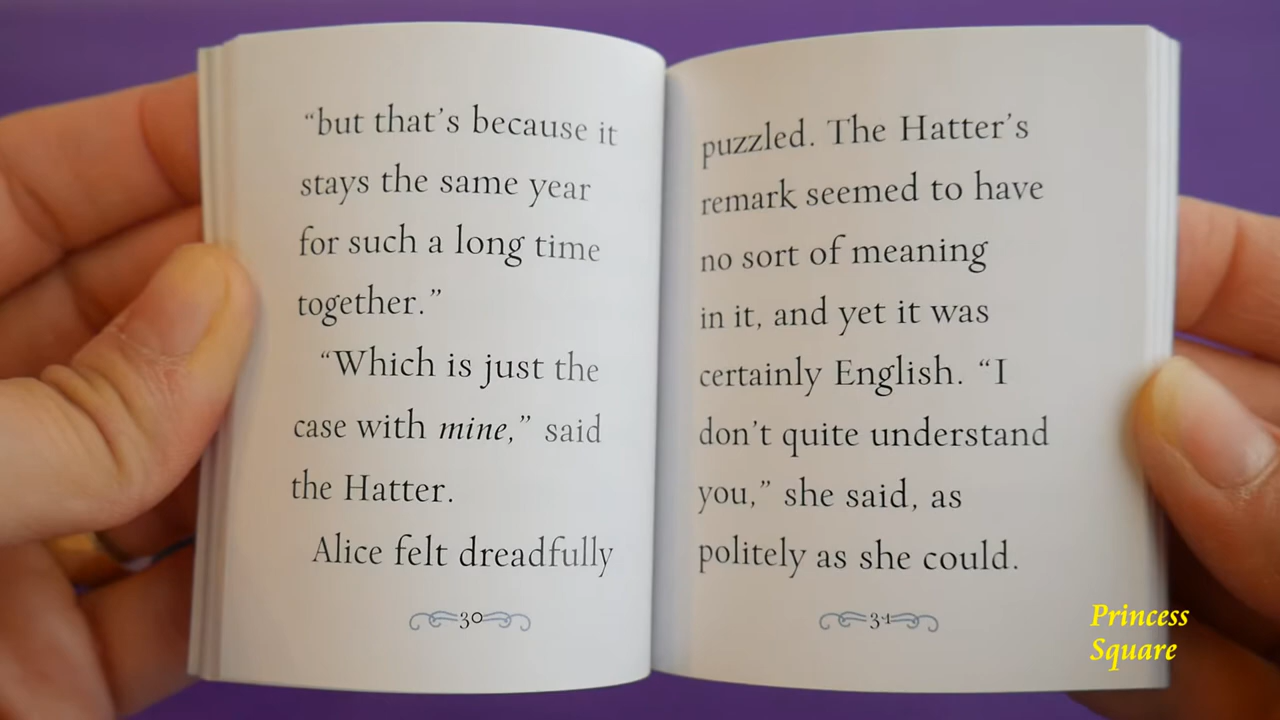 “but that’s because it
stays the same year
for such a long time
together.”
“Which is just the
case with mine,” said
the Hatter.
Alice felt dreadfully
30
puzzled. The Hatter’s
remark seemed to have
no sort of meaning
in it, and yet it was
certainly English. “I
don’t quite understand
you,” she said, as
politely as she could.
31
Princess
Square